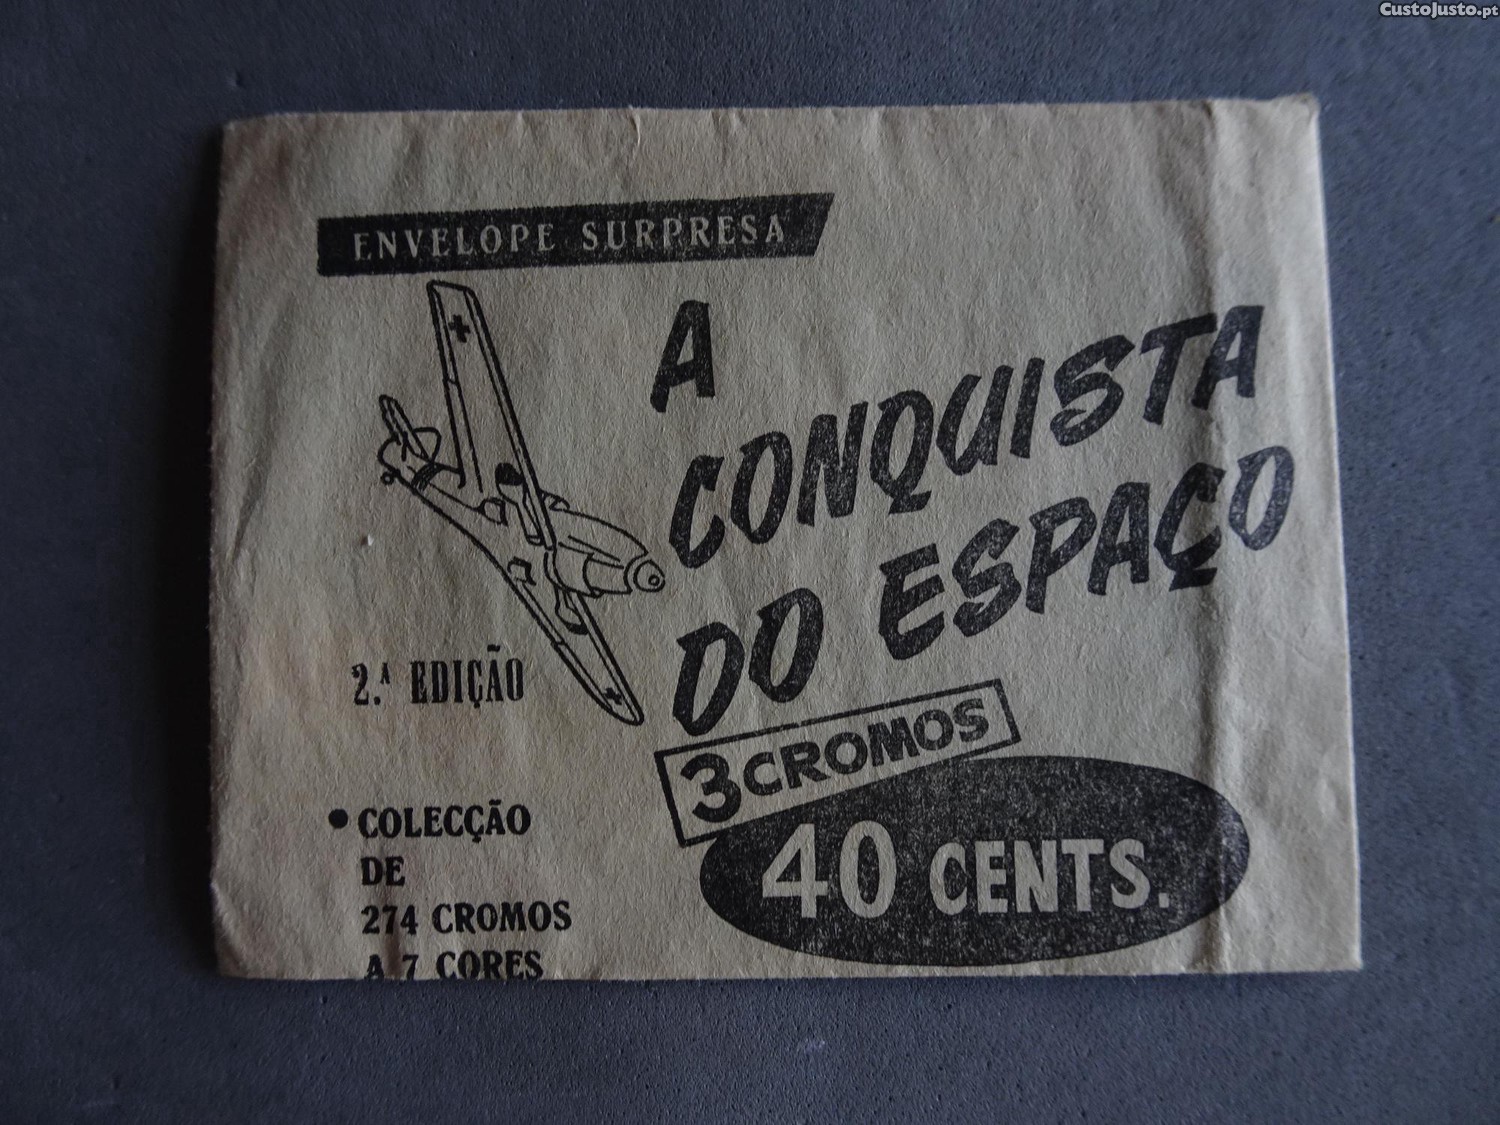 CustoJusto.pt
ENVELOPE SURPRESA
A
CONQUISTA
DO ESPAÇO
2.ª EDIÇÃO
3 CROMOS
40 CENTS.
• COLECÇÃO
DE
274 CROMOS
A 7 CORES